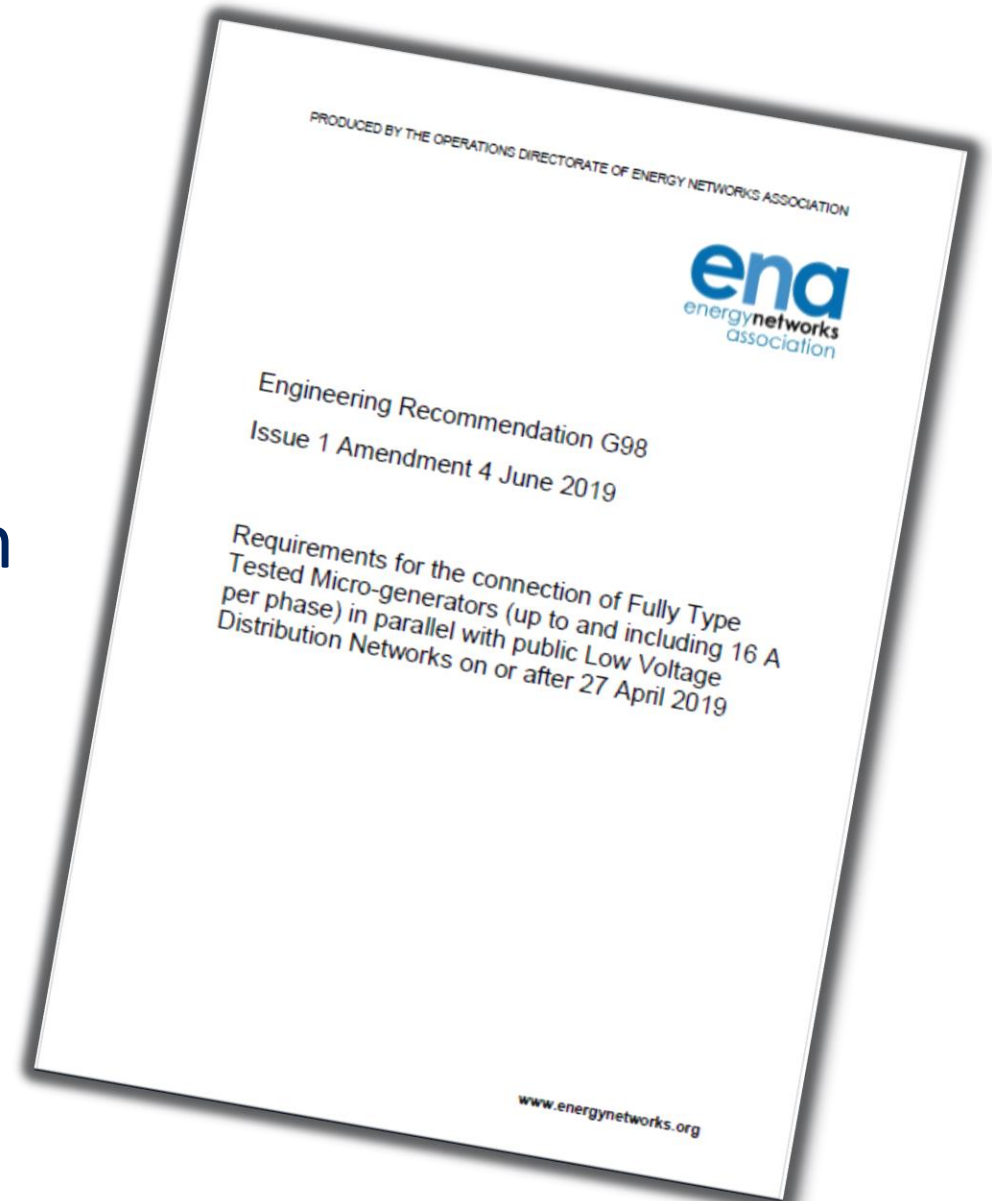 PRODUCED BY THE OPERATIONS DIRECTORATE OF ENERGY NETWORKS ASSOCIATION
ena
energynetworks
association
Engineering Recommendation G98
Issue 1 Amendment 4 June 2019
Requirements for the connection of Fully Type
Tested Micro-generators (up to and including 16 A
per phase) in parallel with public Low Voltage
Distribution Networks on or after 27 April 2019
www.energynetworks.org